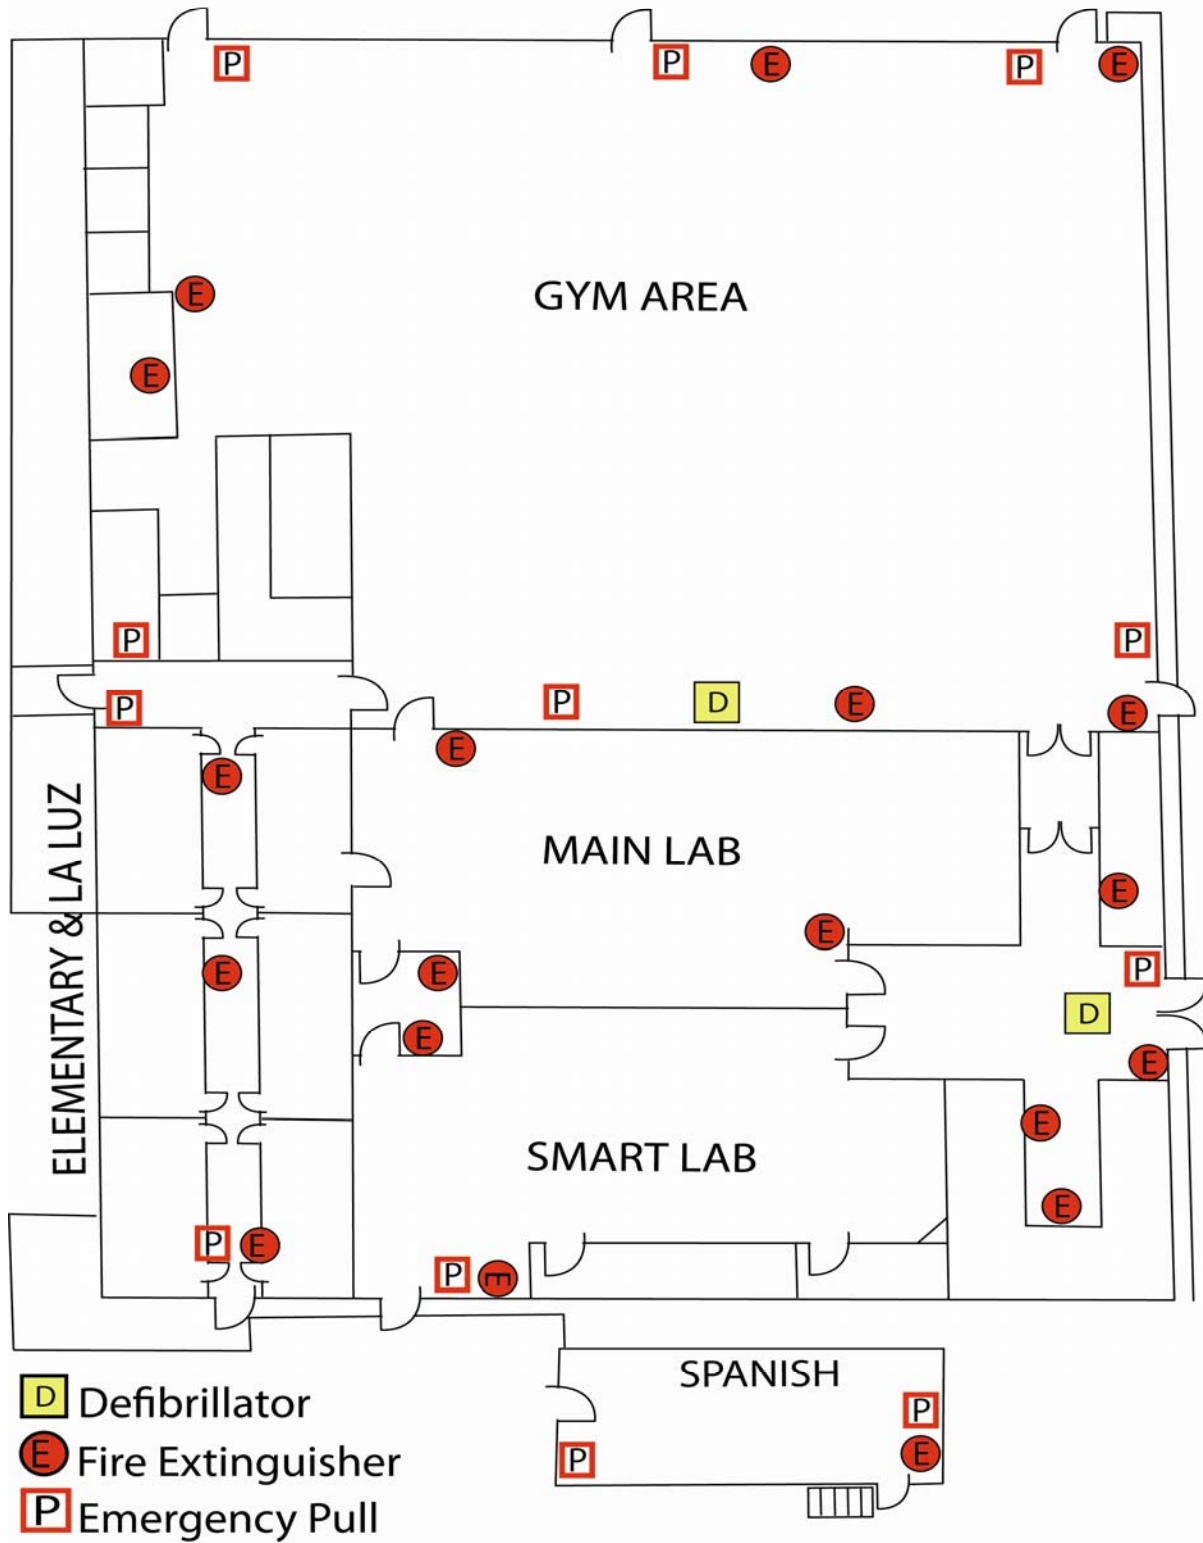 P
P
E
P
E
E
GYM AREA
E
P
P
P
P
D
E
E
E
E
MAIN LAB
ELEMENTARY & LA LUZ
E
E
E
E
P
D
E
E
E
SMART LAB
E
E
P
E
P
E
SPANISH
P
E
P
D Defibrillator
E Fire Extinguisher
P Emergency Pull